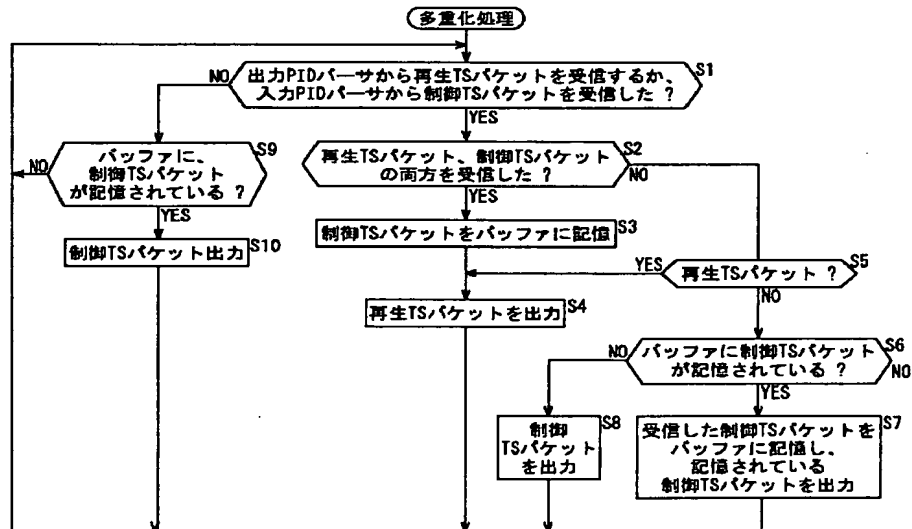 多重化処理
S1
出力PIDパーサから再生TSパケットを受信するか、
入力PIDパーサから制御TSパケットを受信した ?
NO
YES
S9
バッファに、
制御TSパケット
が記憶されている ?
NO
YES
制御TSパケット出力
S10
S2
再生TSパケット、制御TSパケット
の両方を受信した ?
NO
YES
制御TSパケットをバッファに記憶
S3
YES
再生TSパケット ?
S5
NO
再生TSパケットを出力
S4
S6
バッファに制御TSパケット
が記憶されている ?
NO
NO
YES
S8
制御
TSパケット
を出力
S7
受信した制御TSパケットを
バッファに記憶し、
記憶されている
制御TSパケットを出力